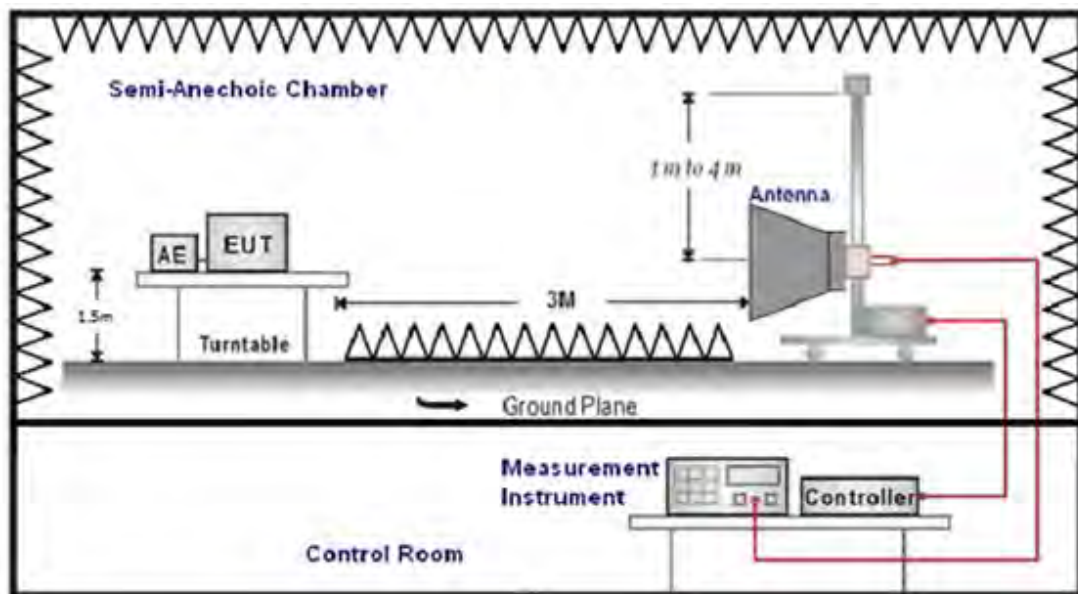 Semi-Anechoic Chamber
1 m to 4 m
Antenna
AE
EUT
3M
1.5m
Turntable
Ground Plane
Measurement
Instrument
Controller
Control Room